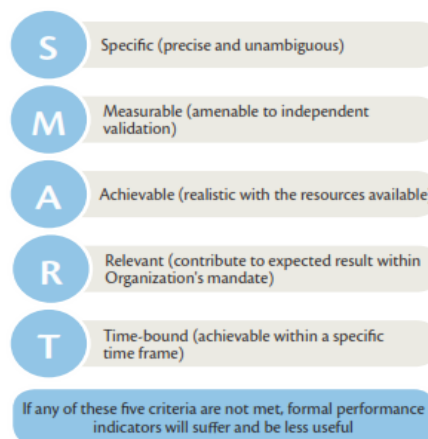 S
Specific (precise and unambiguous)
M
Measurable (amenable to independent
validation)
A
Achievable (realistic with the resources available
R
Relevant (contribute to expected result within
Organization's mandate)
T
Time-bound (achievable within a specific
time frame)
If any of these five criteria are not met, formal performance
indicators will suffer and be less useful